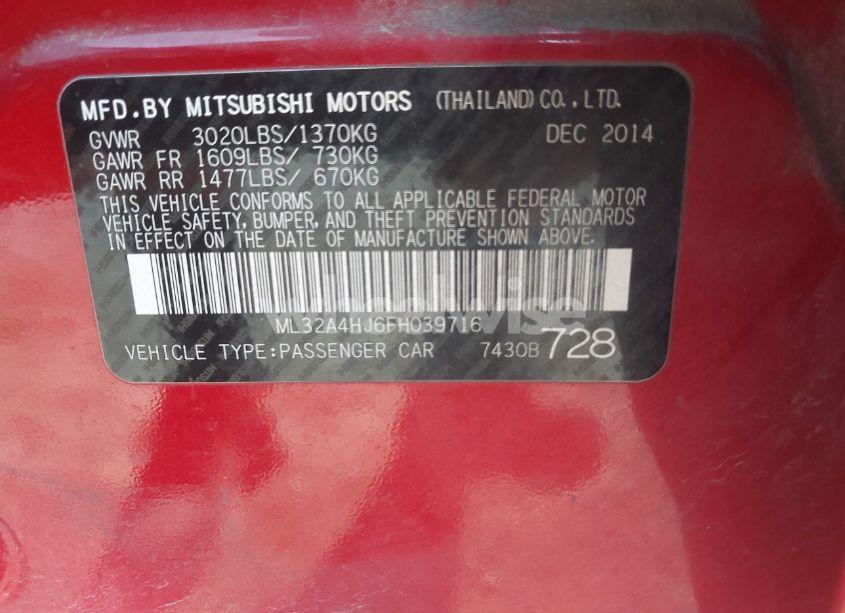 MFD.BY MITSUBISHI MOTORS (THAILAND) CO.,LTD.
GVWR 3020LBS/1370KG DEC 2014
GAWR FR 1609LBS/ 730KG
GAWR RR 1477LBS/ 670KG
THIS VEHICLE CONFORMS TO ALL APPLICABLE FEDERAL MOTOR
VEHICLE SAFETY, BUMPER, AND THEFT PREVENTION STANDARDS
IN EFFECT ON THE DATE OF MANUFACTURE SHOWN ABOVE.
ML32A4HJ6FH039716
VEHICLE TYPE:PASSENGER CAR 7430B 728